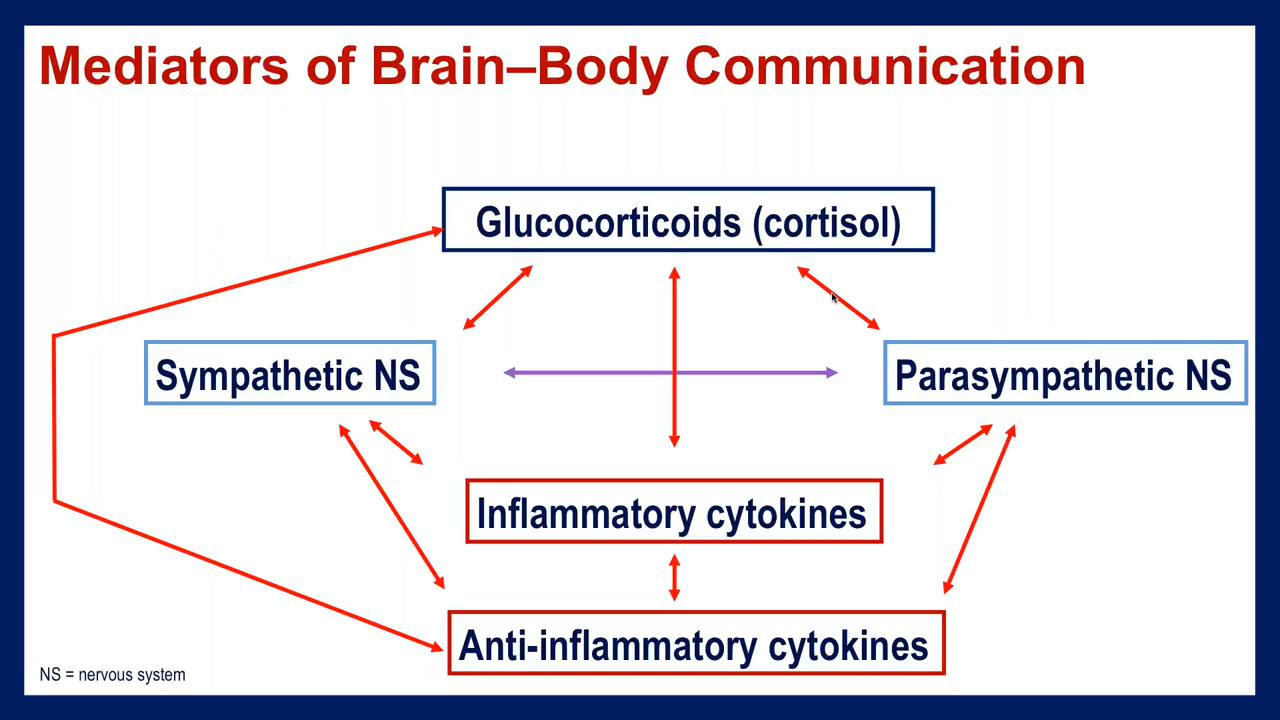 Mediators of Brain–Body Communication
Glucocorticoids (cortisol)
Sympathetic NS
Parasympathetic NS
Inflammatory cytokines
Anti-inflammatory cytokines
NS = nervous system